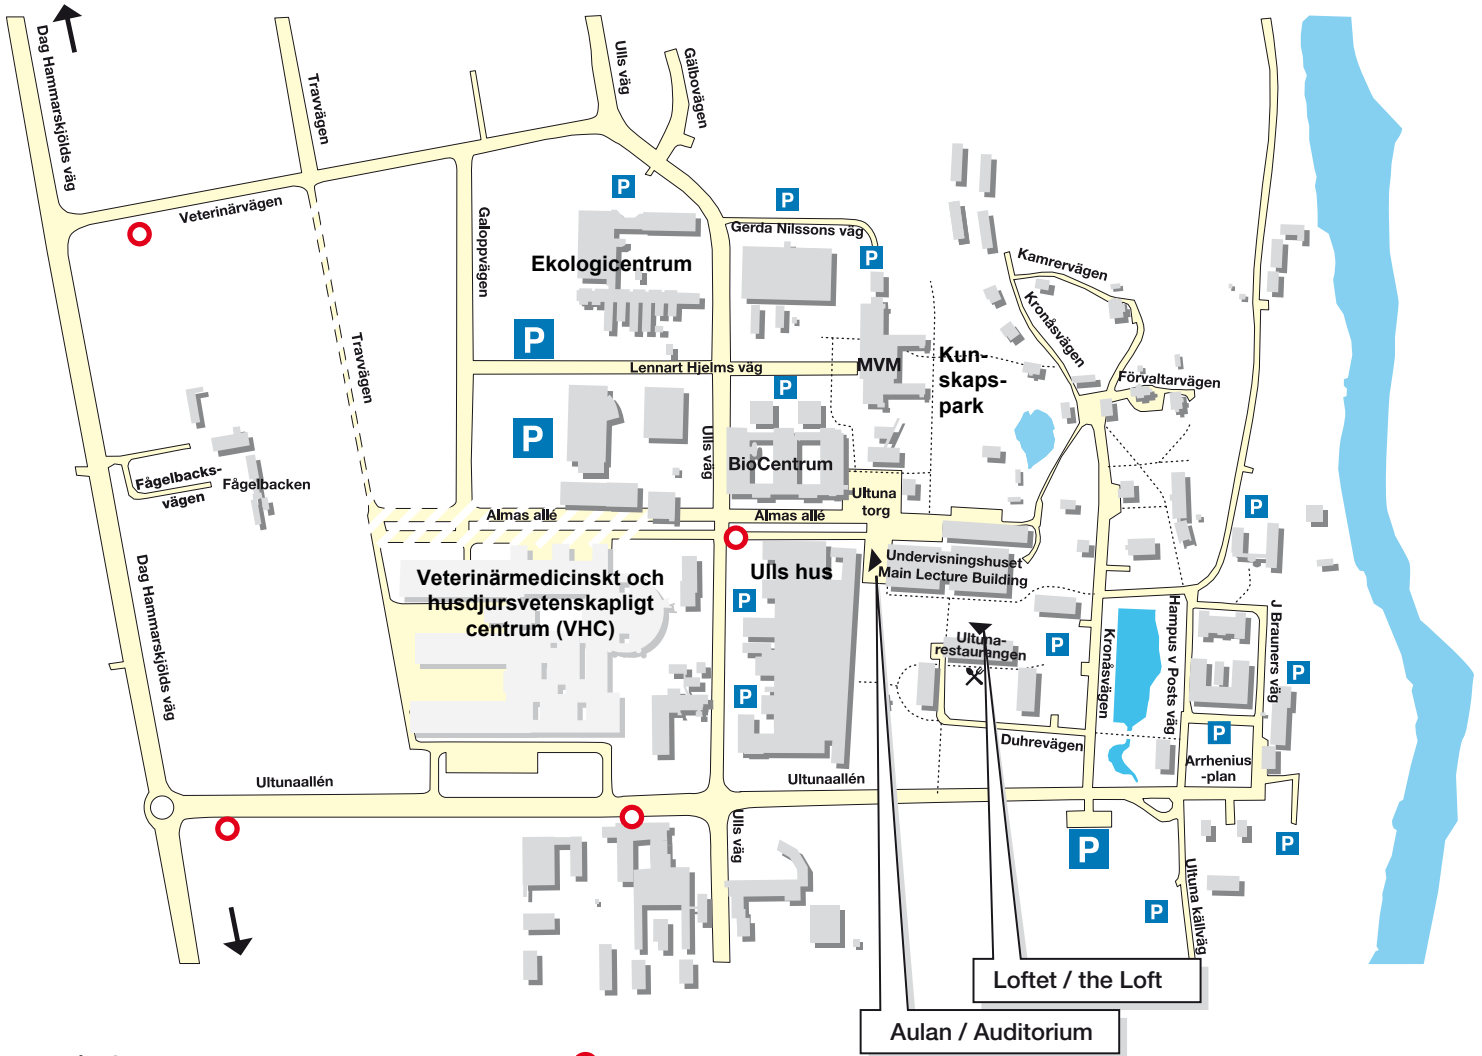 Dag Hammarskjölds väg
Travvägen
Ulls väg
Gälbovägen
P
P
Veterinärvägen
Galoppvägen
Gerda Nilssons väg
P
Ekologicentrum
Kamrervägen
Kronåsvägen
P
Travvägen
Lennart Hjelms väg
MVM
Kun-
skaps-
park
P
Förvaltarvägen
P
Ulls väg
BioCentrum
Fågelbacks-
vägen
Fågelbacken
Ultuna
torg
P
Almas allé
Almas allé
Undervisningshuset
Main Lecture Building
Ulls hus
Veterinärmedicinskt och
husdjursvetenskapligt
centrum (VHC)
P
Dag Hammarskjölds väg
Ultuna-
restaurangen
P
Kronåsvägen
Hampus v Posts väg
J Brauners väg
P
P
P
Duhrevägen
Arrhenius
-plan
Ultunaallén
Ultunaallén
Ulls väg
P
P
P
Ultuna källväg
Loftet / the Loft
Aulan / Auditorium